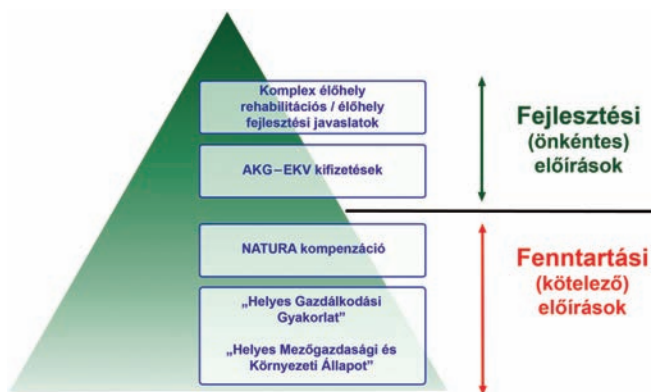 Komplex élőhely
rehabilitációs / élőhely
fejlesztési javaslatok
AKG–EKV kifizetések
Fejlesztési
(önkéntes)
előírások
NATURA kompenzáció
„Helyes Gazdálkodási
Gyakorlat”
„Helyes Mezőgazdasági és
Környezeti Állapot”
Fenntartási
(kötelező)
előírások